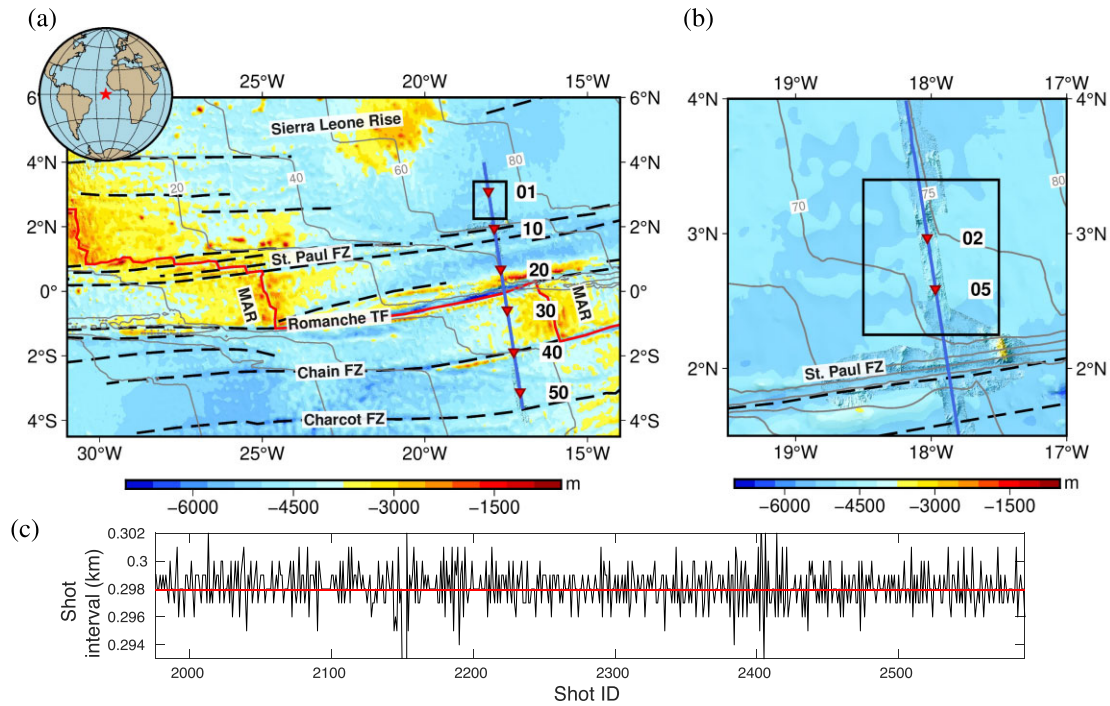 (a)
(b)
25°W 20°W 15°W
19°W 18°W 17°W
6°N
4°N
2°N
0°
2°S
4°S
6°N
4°N
2°N
0°
2°S
4°S
30°W 25°W 20°W 15°W
Sierra Leone Rise
20
40
60
80
01
10
20
30
40
50
St. Paul FZ
MAR
Romanche TF
MAR
Chain FZ
Charcot FZ
−6000 −4500 −3000 −1500 m
4°N
3°N
2°N
4°N
3°N
2°N
70
75
80
02
05
St. Paul FZ
19°W 18°W 17°W
−6000 −4500 −3000 −1500 m
(c)
Shot
interval (km)
0.302
0.3
0.298
0.296
0.294
2000 2100 2200 2300 2400 2500
Shot ID